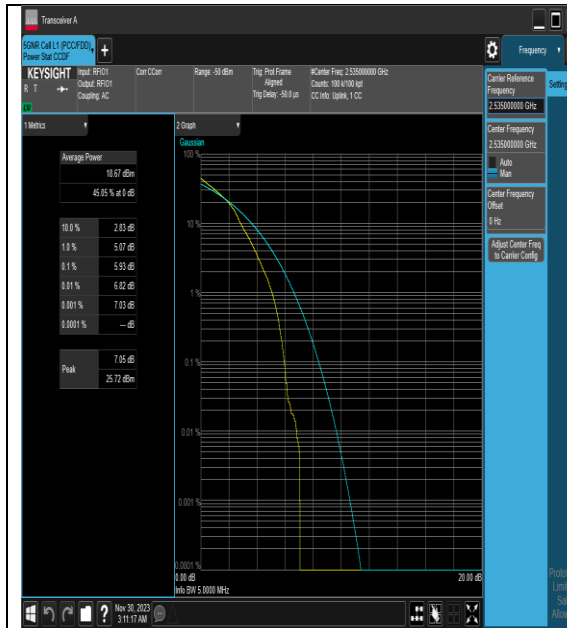 Transceiver A
5GNR Cell L1 (PCC/FDD)
Power Stat CCDF
Frequency
KEYSIGHT
R T
LV
Input: RFIO1
Output: RFIO1
Coupling: AC
Corr CCorr
Range: -50 dBm
Trig: Prot Frame
Aligned
Trig Delay: -50.0 µs
#Center Freq: 2.535000000 GHz
Counts: 100 k/100 kpt
CC Info: Uplink, 1 CC
Carrier Reference
Frequency
2.535000000 GHz
Center Frequency
2.535000000 GHz
Auto
Man
Center Frequency
Offset
0 Hz
Adjust Center Freq
to Carrier Config
1 Metrics
Average Power
18.67 dBm
45.05 % at 0 dB
10.0 % 2.83 dB
1.0 % 5.07 dB
0.1 % 5.93 dB
0.01 % 6.82 dB
0.001 % 7.03 dB
0.0001 % --- dB
Peak 7.05 dB
25.72 dBm
2 Graph
Gaussian
100 %
10 %
1 %
0.1 %
0.01 %
0.001 %
0.0001 %
0.00 dB
20.00 dB
Info BW 5.0000 MHz
Nov 30, 2023
3:11:17 AM